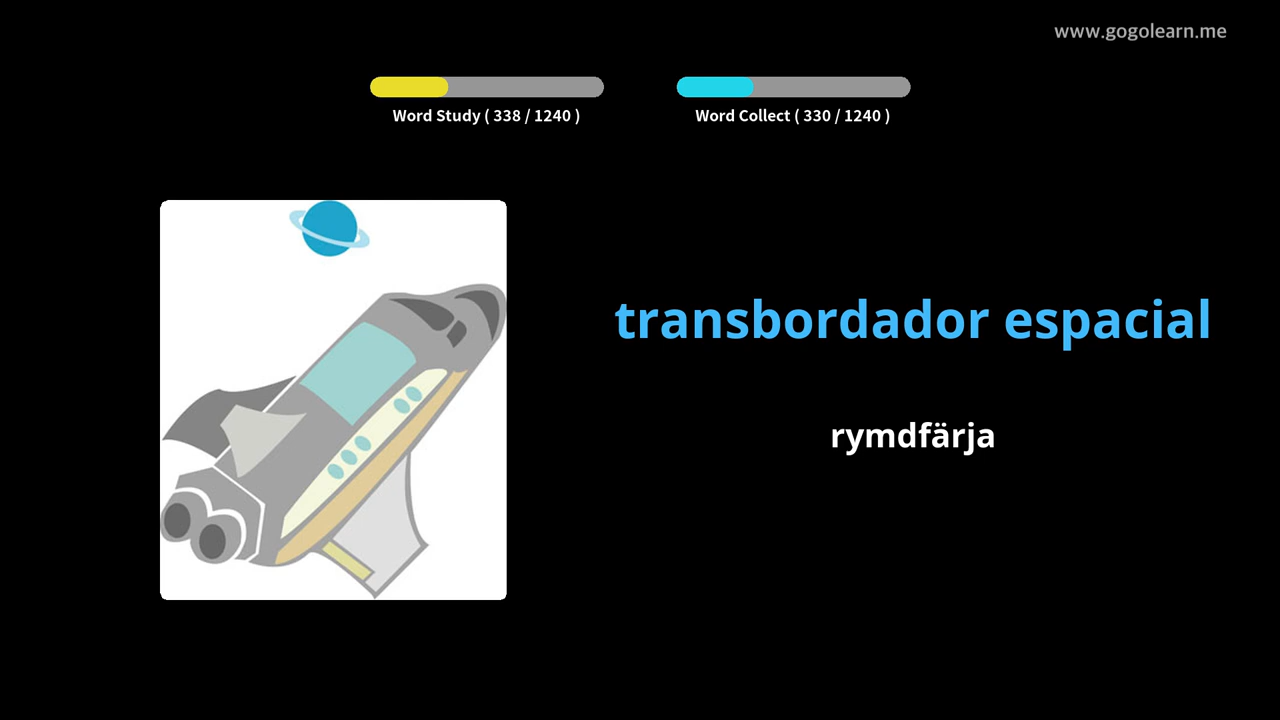 www.gogolearn.me
Word Study ( 338 / 1240 )
Word Collect ( 330 / 1240 )
transbordador espacial
rymdfärja